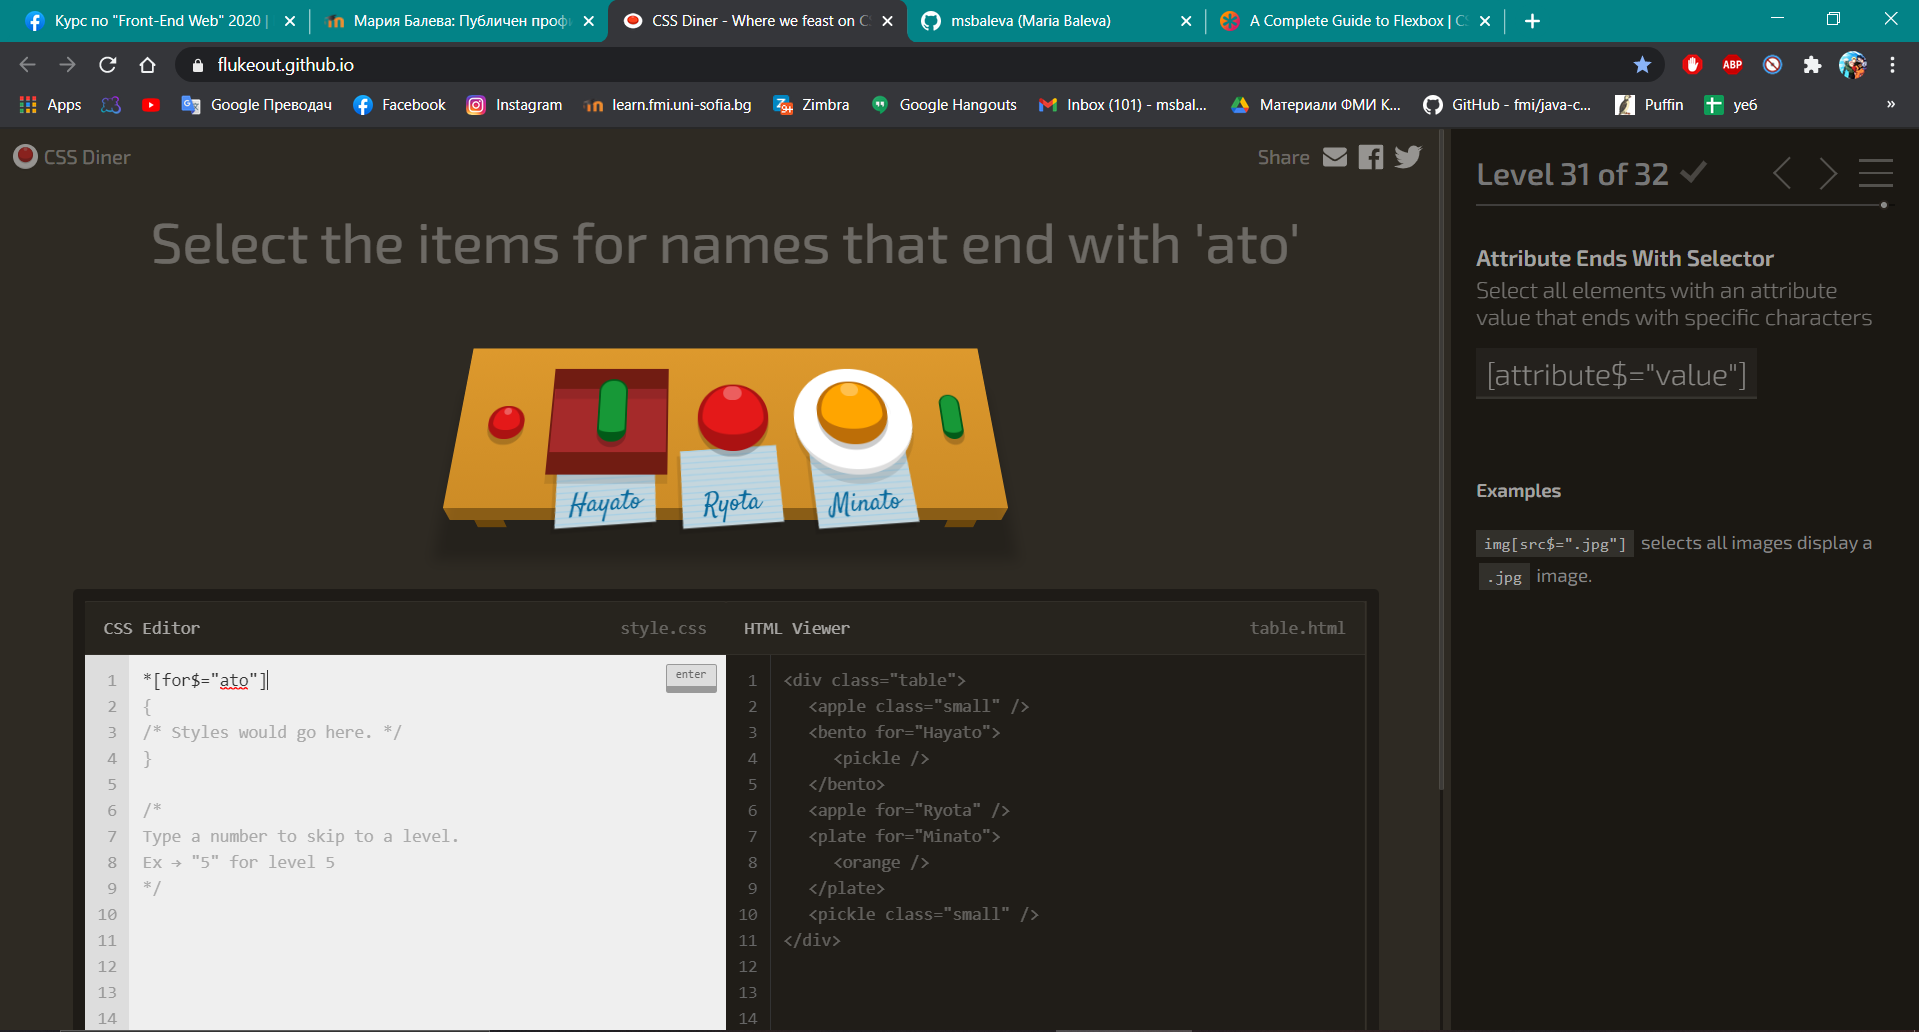 Курс по "Front-End Web" 2020 |
Мария Балева: Публичен проф
CSS Diner - Where we feast on CS
msbaleva (Maria Baleva)
A Complete Guide to Flexbox | CS
flukeout.github.io
ABP
Apps
Google Преводач
Facebook
Instagram
learn.fmi.uni-sofia.bg
Zimbra
Google Hangouts
Inbox (101) - msbal...
Материали ФМИ К...
GitHub - fmi/java-c...
Puffin
уеб
»
CSS Diner
Share
Select the items for names that end with 'ato'
Hayato
Ryota
Minato
CSS Editor
style.css
HTML Viewer
table.html
1 *[for$="ato"]
enter
2 {
3 /* Styles would go here. */
4 }
5
6 /*
7 Type a number to skip to a level.
8 Ex → "5" for level 5
9 */
10
11
12
13
14
1 <div class="table">
2 <apple class="small" />
3 <bento for="Hayato">
4 <pickle />
5 </bento>
6 <apple for="Ryota" />
7 <plate for="Minato">
8 <orange />
9 </plate>
10 <pickle class="small" />
11 </div>
12
13
14
Level 31 of 32
Attribute Ends With Selector
Select all elements with an attribute
value that ends with specific characters
[attribute$="value"]
Examples
img[src$=".jpg"] selects all images display a
.jpg image.